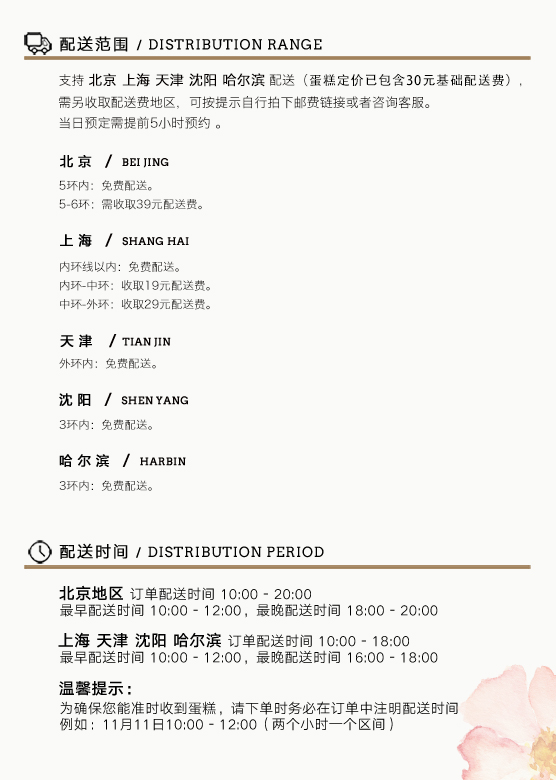 配送范围 / DISTRIBUTION RANGE
支持 北京 上海 天津 沈阳 哈尔滨 配送（蛋糕定价已包含30元基础配送费），
需另收取配送费地区，可按提示自行拍下邮费链接或者咨询客服。
当日预定需提前5小时预约 。
北京 / BEI JING
5环内：免费配送。
5-6环：需收取39元配送费。
上海 / SHANG HAI
内环线以内：免费配送。
内环-中环：收取19元配送费。
中环-外环：收取29元配送费。
天津 / TIAN JIN
外环内：免费配送。
沈阳 / SHEN YANG
3环内：免费配送。
哈尔滨 / HARBIN
3环内：免费配送。
配送时间 / DISTRIBUTION PERIOD
北京地区 订单配送时间 10:00 - 20:00
最早配送时间 10:00 - 12:00，最晚配送时间 18:00 - 20:00
上海 天津 沈阳 哈尔滨 订单配送时间 10:00 - 18:00
最早配送时间 10:00 - 12:00，最晚配送时间 16:00 - 18:00
温馨提示：
为确保您能准时收到蛋糕，请下单时务必在订单中注明配送时间
例如：11月11日10:00 - 12:00（两个小时一个区间）